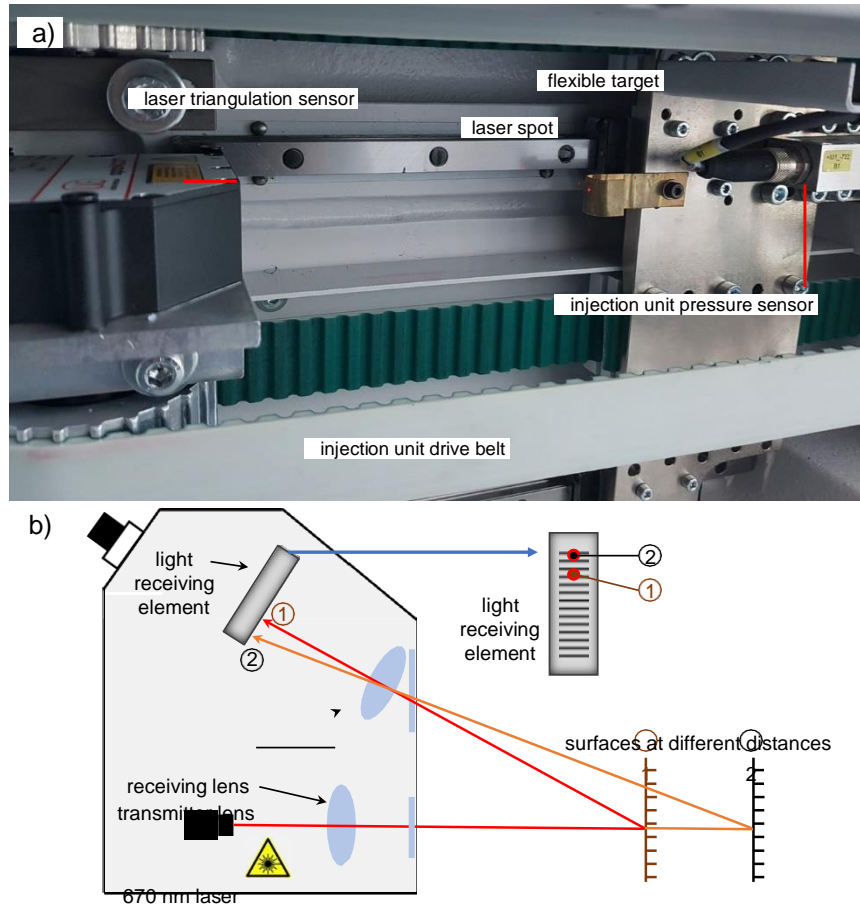 a)
flexible target
laser triangulation sensor
laser spot
injection unit pressure sensor
injection unit drive belt
b)
light
receiving
element
1
2
2
1
light
receiving
element
surfaces at different distances
1
2
receiving lens
transmitter lens
670 nm laser